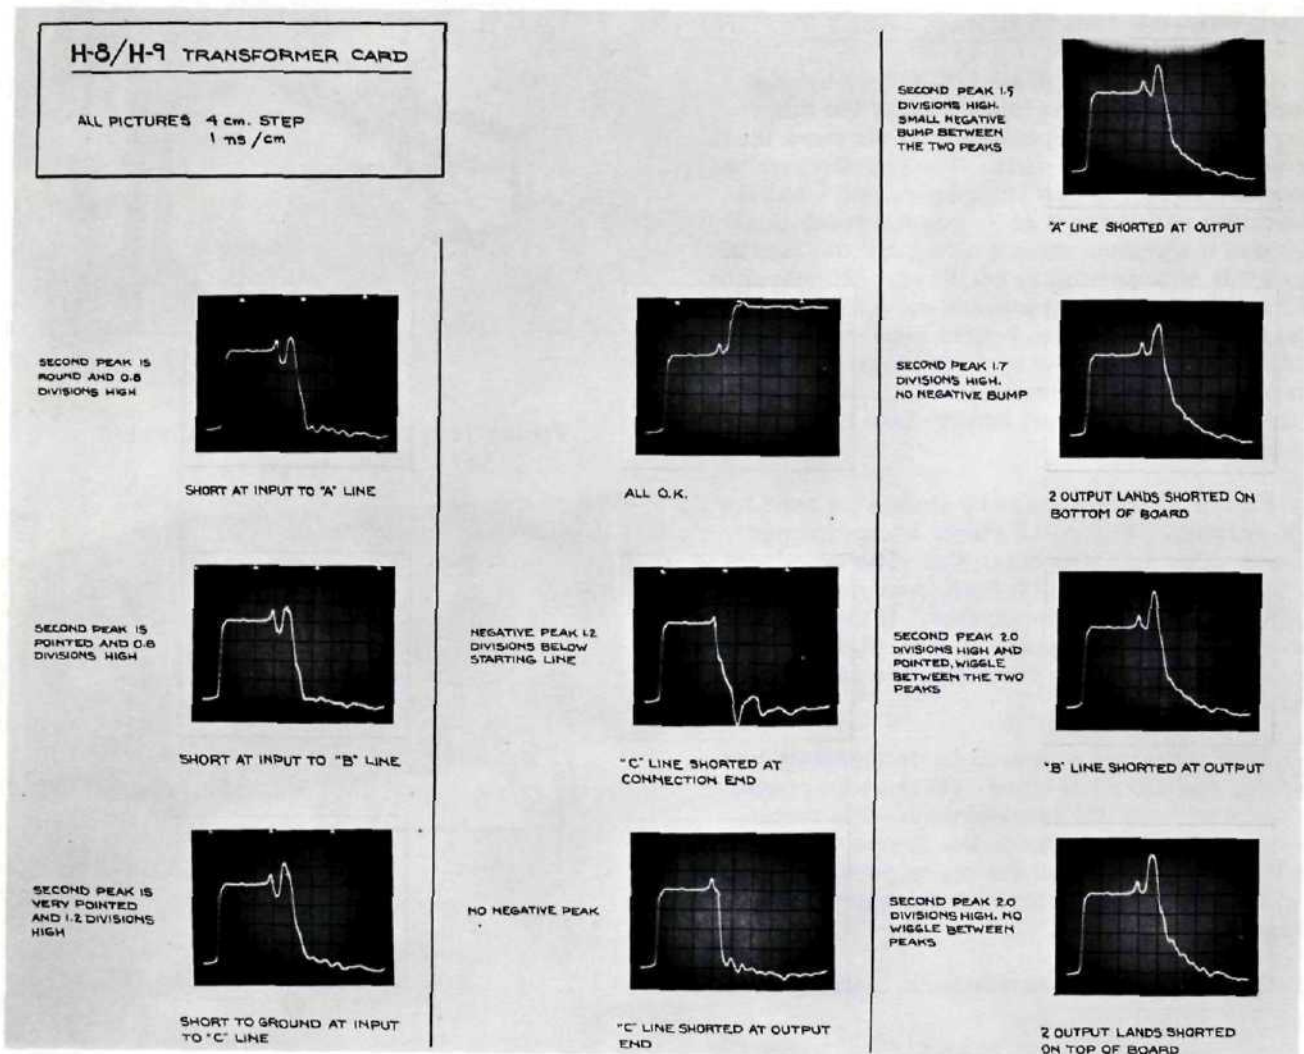 H-8/H-9 TRANSFORMER CARD
ALL PICTURES 4 cm. STEP
1 ns/cm
SECOND PEAK IS
ROUND AND 0.8
DIVISIONS HIGH
SHORT AT INPUT TO "A" LINE
SECOND PEAK IS
POINTED AND 0.8
DIVISIONS HIGH
SHORT AT INPUT TO "B" LINE
SECOND PEAK IS
VERY POINTED
AND 1.2 DIVISIONS
HIGH
SHORT TO GROUND AT INPUT
TO "C" LINE
ALL O.K.
NEGATIVE PEAK 1.2
DIVISIONS BELOW
STARTING LINE
"C" LINE SHORTED AT
CONNECTION END
NO NEGATIVE PEAK
"C" LINE SHORTED AT OUTPUT
END
SECOND PEAK 1.5
DIVISIONS HIGH.
SMALL NEGATIVE
BUMP BETWEEN
THE TWO PEAKS
"A" LINE SHORTED AT OUTPUT
SECOND PEAK 1.7
DIVISIONS HIGH.
NO NEGATIVE BUMP
2 OUTPUT LANDS SHORTED ON
BOTTOM OF BOARD
SECOND PEAK 2.0
DIVISIONS HIGH AND
POINTED, WIGGLE
BETWEEN THE TWO
PEAKS
"B" LINE SHORTED AT OUTPUT
SECOND PEAK 2.0
DIVISIONS HIGH. NO
WIGGLE BETWEEN
PEAKS
2 OUTPUT LANDS SHORTED
ON TOP OF BOARD